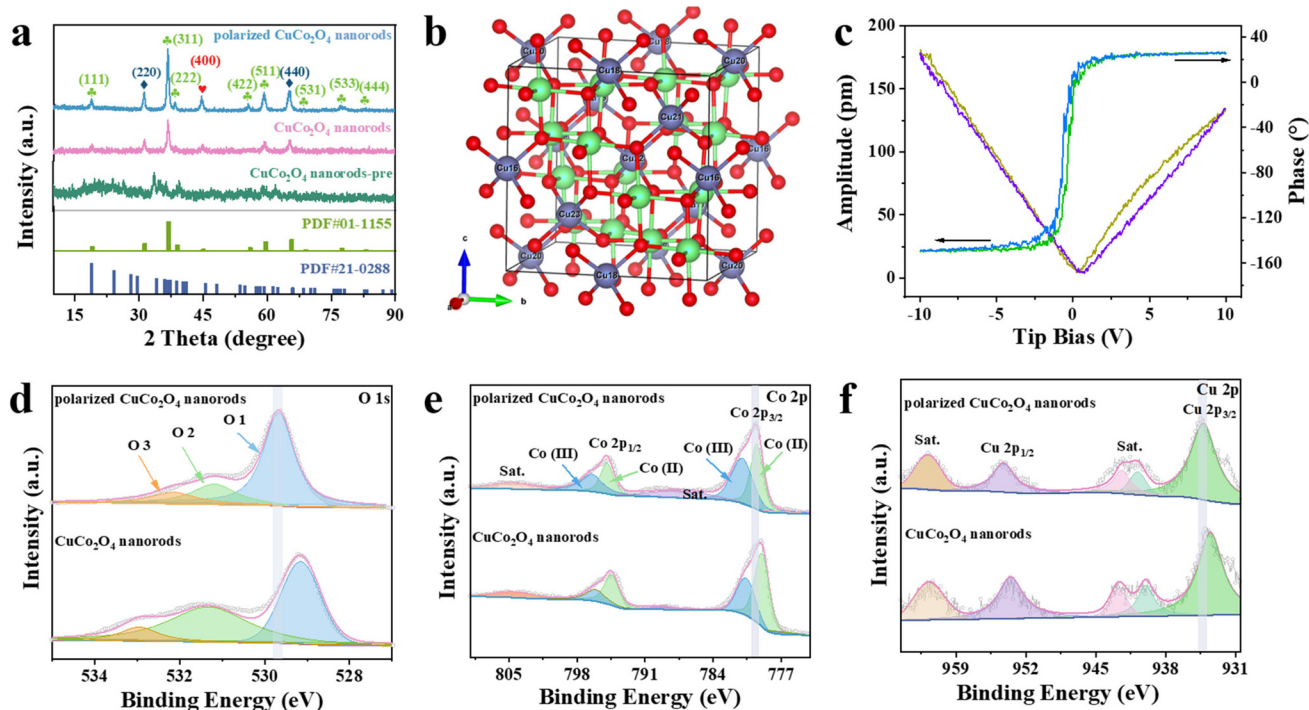 a
polarized CuCo₂O₄ nanorods
(311)
(111)
(220)
(222)
(400)
(422)
(511)
(440)
(531)
(533)
(444)
CuCo₂O₄ nanorods
CuCo₂O₄ nanorods-pre
PDF#01-1155
PDF#21-0288
Intensity (a.u.)
15 30 45 60 75 90
2 Theta (degree)
b
Cu18
Cu20
Cu21
Cu16
Cu16
Cu16
Cu23
Cu20
Cu18
Cu20
c
b
c
200
175
150
125
100
75
50
25
0
Amplitude (pm)
40
0
-40
-80
-120
-160
Phase (°)
-10 -5 0 5 10
Tip Bias (V)
d
polarized CuCo₂O₄ nanorods
O 1s
O 1
O 2
O 3
CuCo₂O₄ nanorods
Intensity (a.u.)
534 532 530 528
Binding Energy (eV)
e
polarized CuCo₂O₄ nanorods
Co 2p
Co 2p₃/₂
Co 2p₁/₂
Co (III)
Co (III)
Co (II)
Co (II)
Sat.
Sat.
CuCo₂O₄ nanorods
Intensity (a.u.)
805 798 791 784 777
Binding Energy (eV)
f
Cu 2p
polarized CuCo₂O₄ nanorods
Cu 2p₃/₂
Sat.
Cu 2p₁/₂
Sat.
CuCo₂O₄ nanorods
Intensity (a.u.)
959 952 945 938 931
Binding Energy (eV)